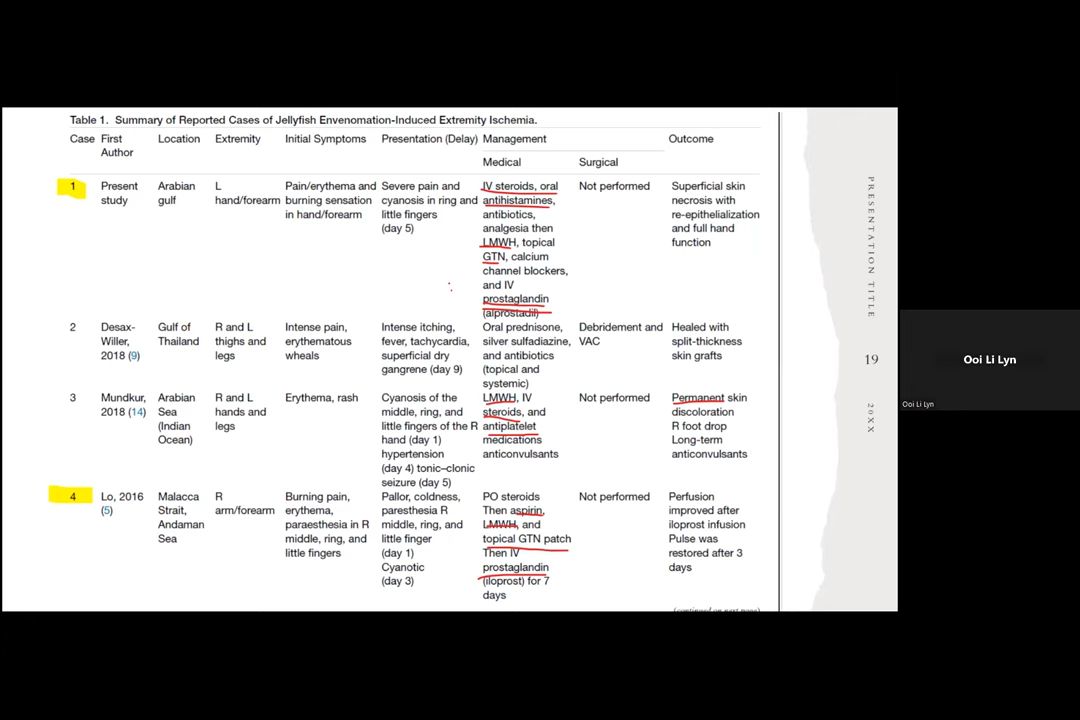 Table 1. Summary of Reported Cases of Jellyfish Envenomation-Induced Extremity Ischemia.
Case First Author Location Extremity Initial Symptoms Presentation (Delay) Management Outcome
Medical Surgical
1 Present study Arabian gulf L hand/forearm Pain/erythema and burning sensation in hand/forearm Severe pain and cyanosis in ring and little fingers (day 5) IV steroids, oral antihistamines, antibiotics, analgesia then LMWH, topical GTN, calcium channel blockers, and IV prostaglandin (alprostadil) Not performed Superficial skin necrosis with re-epithelialization and full hand function
2 Desax-Willer, 2018 (9) Gulf of Thailand R and L thighs and legs Intense pain, erythematous wheals Intense itching, fever, tachycardia, superficial dry gangrene (day 9) Oral prednisone, silver sulfadiazine, and antibiotics (topical and systemic) Debridement and VAC Healed with split-thickness skin grafts
3 Mundkur, 2018 (14) Arabian Sea (Indian Ocean) R and L hands and legs Erythema, rash Cyanosis of the middle, ring, and little fingers of the R hand (day 1) hypertension (day 4) tonic–clonic seizure (day 5) LMWH, IV steroids, and antiplatelet medications anticonvulsants Not performed Permanent skin discoloration R foot drop Long-term anticonvulsants
4 Lo, 2016 (5) Malacca Strait, Andaman Sea R arm/forearm Burning pain, erythema, paraesthesia in R middle, ring, and little fingers Pallor, coldness, paresthesia R middle, ring, and little finger (day 1) Cyanotic (day 3) PO steroids Then aspirin, LMWH, and topical GTN patch Then IV prostaglandin (iloprost) for 7 days Not performed Perfusion improved after iloprost infusion Pulse was restored after 3 days
(continued on next page)
PRESENTATION TITLE
19
20XX
Ooi Li Lyn
Ooi Li Lyn